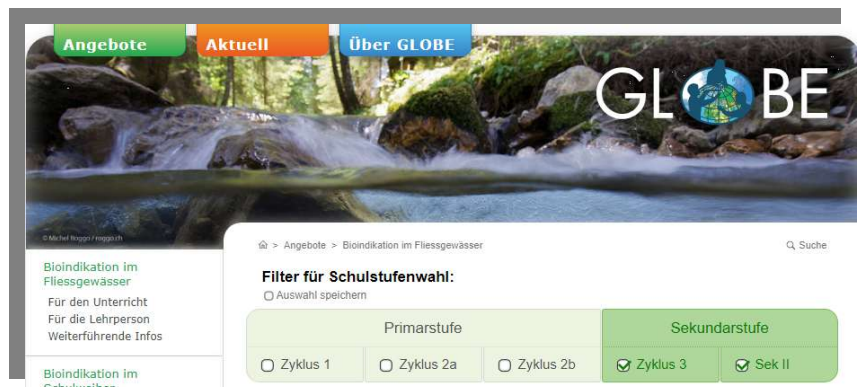 Angebote
Aktuell
Über GLOBE
GLOBE
© Michel Roggo / roggo.ch
> Angebote > Bioindikation im Fliessgewässer
Suche
Bioindikation im
Fliessgewässer
Für den Unterricht
Für die Lehrperson
Weiterführende Infos
Bioindikation im
Filter für Schulstufenwahl:
Auswahl speichern
Primarstufe
Sekundarstufe
Zyklus 1
Zyklus 2a
Zyklus 2b
Zyklus 3
Sek II